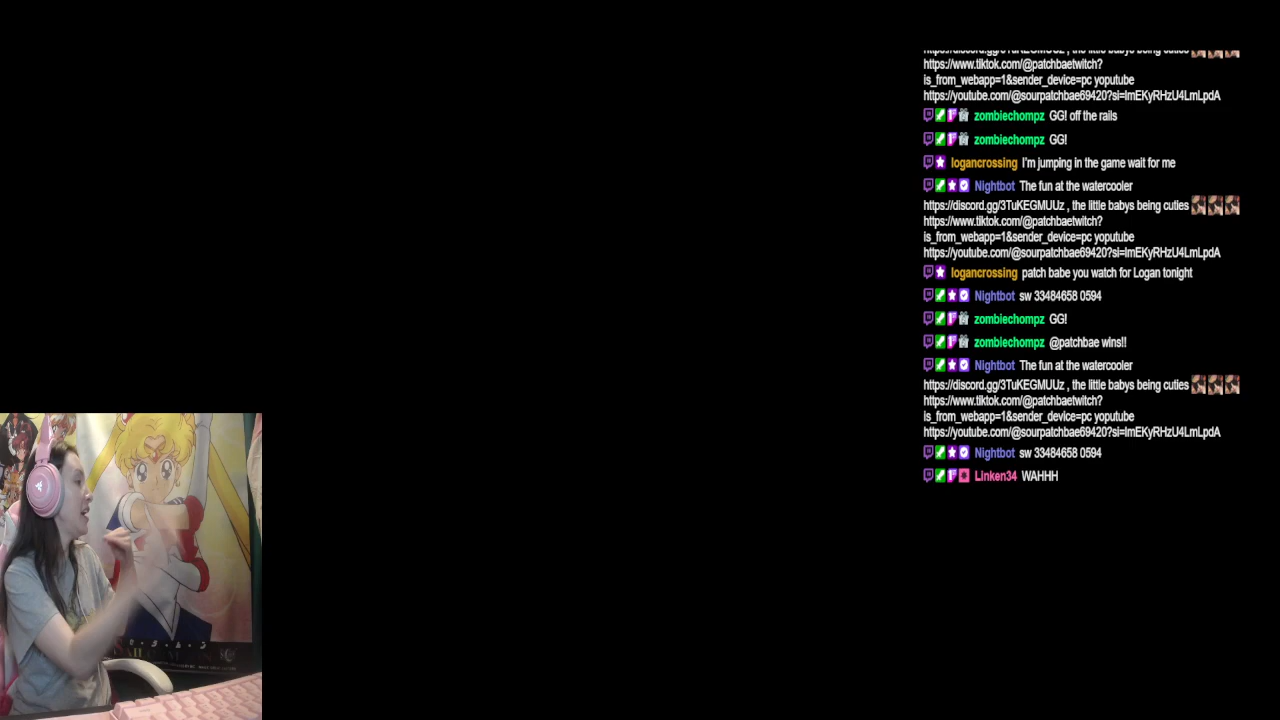 https://www.tiktok.com/@patchbaetwitch?
is_from_webapp=1&sender_device=pc yoputube
https://youtube.com/@sourpatchbae69420?si=ImEKyRHzU4LmLpdA
zombiechompz GG! off the rails
zombiechompz GG!
logancrossing I'm jumping in the game wait for me
Nightbot The fun at the watercooler
https://discord.gg/3TuKEGMUUz , the little babys being cuties
https://www.tiktok.com/@patchbaetwitch?
is_from_webapp=1&sender_device=pc yoputube
https://youtube.com/@sourpatchbae69420?si=ImEKyRHzU4LmLpdA
logancrossing patch babe you watch for Logan tonight
Nightbot sw 33484658 0594
zombiechompz GG!
zombiechompz @patchbae wins!!
Nightbot The fun at the watercooler
https://discord.gg/3TuKEGMUUz , the little babys being cuties
https://www.tiktok.com/@patchbaetwitch?
is_from_webapp=1&sender_device=pc yoputube
https://youtube.com/@sourpatchbae69420?si=ImEKyRHzU4LmLpdA
Nightbot sw 33484658 0594
Linken34 WAHHH